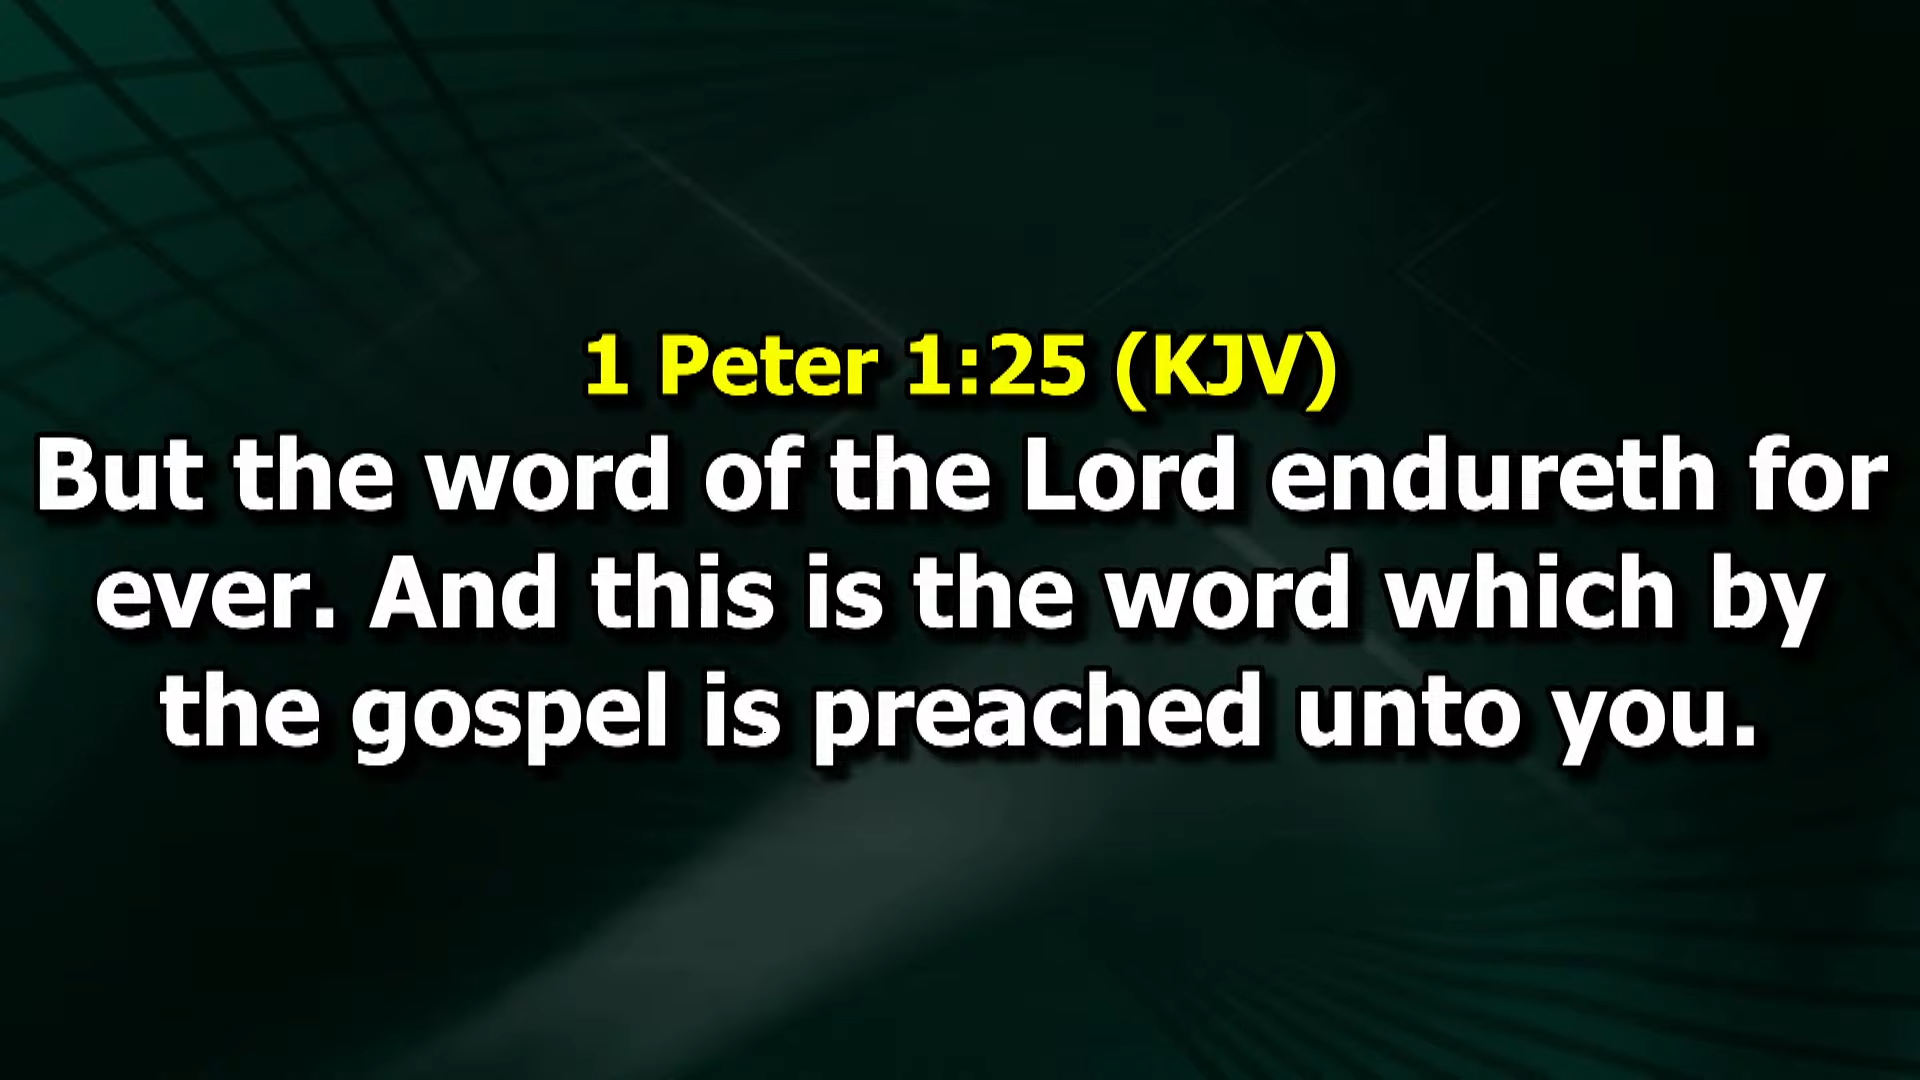 1 Peter 1:25 (KJV)
But the word of the Lord endureth for
ever. And this is the word which by
the gospel is preached unto you.